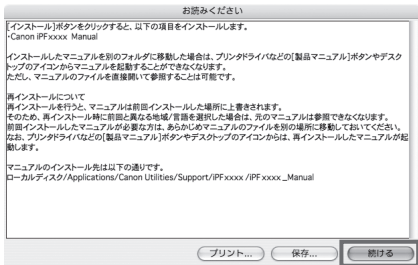 お読みください
[インストール]ボタンをクリックすると、以下の項目をインストールします。
・Canon iPFxxxx Manual
インストールしたマニュアルを別のフォルダに移動した場合は、プリンタドライバなどの[製品マニュアル]ボタンやデスク
トップのアイコンからマニュアルを起動することができなくなります。
ただし、マニュアルのファイルを直接開いて参照することは可能です。
再インストールについて
再インストールを行うと、マニュアルは前回インストールした場所に上書きされます。
そのため、再インストール時に前回と異なる地域/言語を選択した場合は、元のマニュアルは参照できなくなります。
前回インストールしたマニュアルが必要な方は、あらかじめマニュアルのファイルを別の場所に移動しておいてください。
なお、プリンタドライバなどの[製品マニュアル]ボタンやデスクトップのアイコンからは、再インストールしたマニュアルが起
動します。
マニュアルのインストール先は以下の通りです。
ローカルディスク/Applications/Canon Utilities/Support/iPFxxxx /iPFxxxx_Manual
プリント... 保存... 続ける